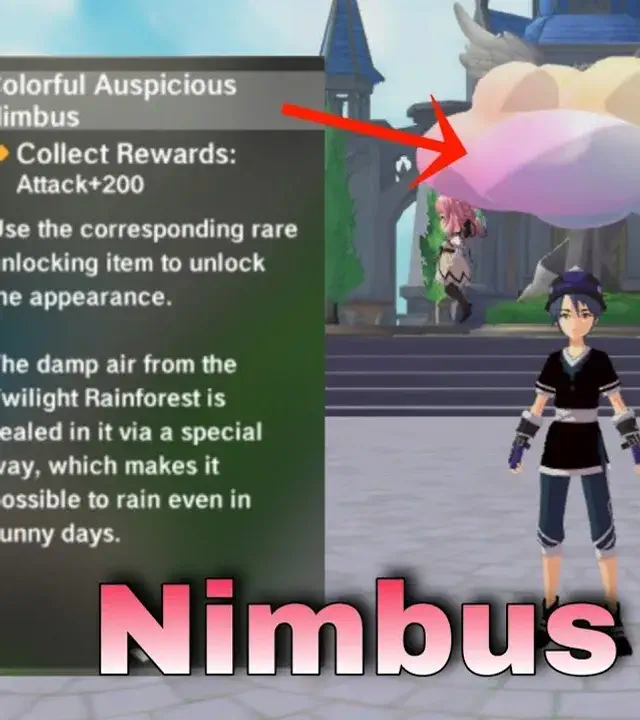 olorful Auspicious
imbus
Collect Rewards:
Attack+200
se the corresponding rare
nlocking item to unlock
he appearance.
he damp air from the
wilight Rainforest is
ealed in it via a special
way, which makes it
ossible to rain even in
unny days.
Nimbus